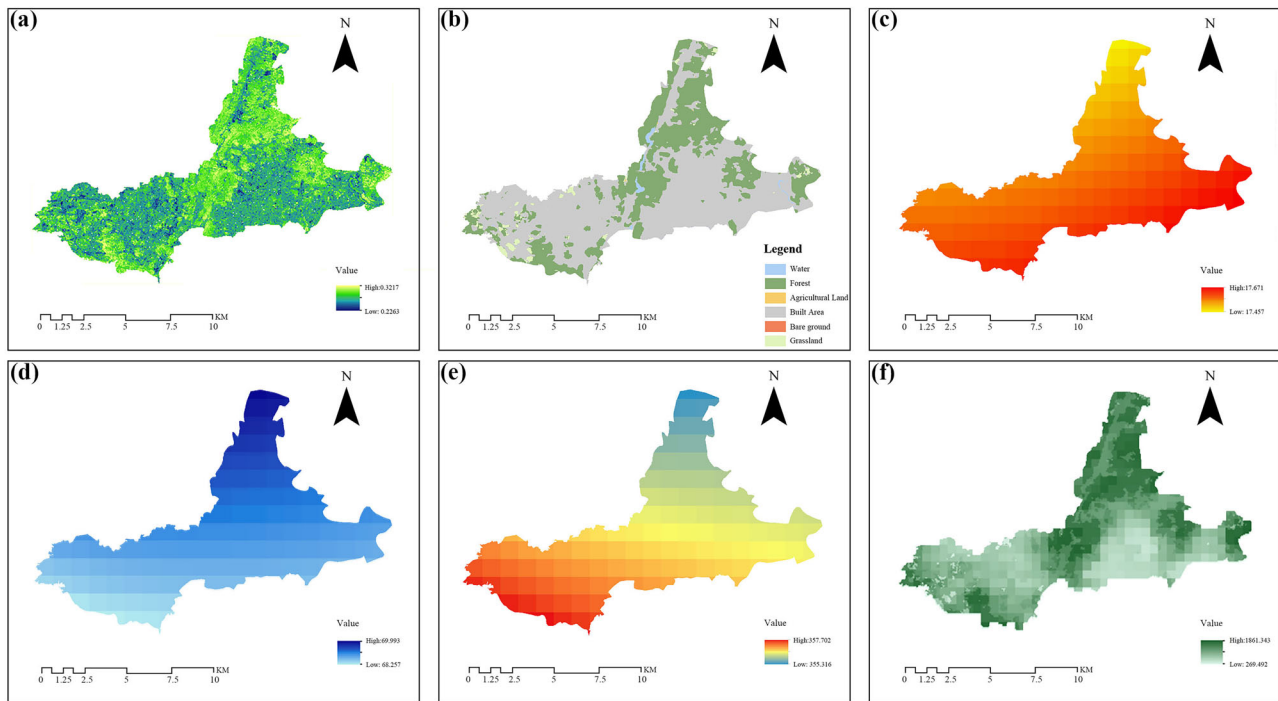 (a)
N
Value
High:0.3217
Low: 0.2263
0 1.25 2.5 5 7.5 10 KM
(b)
N
Legend
Water
Forest
Agricultural Land
Built Area
Bare ground
Grassland
0 1.25 2.5 5 7.5 10 KM
(c)
N
Value
High:17.671
Low: 17.457
0 1.25 2.5 5 7.5 10 KM
(d)
N
Value
High:69.993
Low: 68.257
0 1.25 2.5 5 7.5 10 KM
(e)
N
Value
High:357.702
Low: 355.316
0 1.25 2.5 5 7.5 10 KM
(f)
N
Value
High:1861.343
Low: 269.492
0 1.25 2.5 5 7.5 10 KM